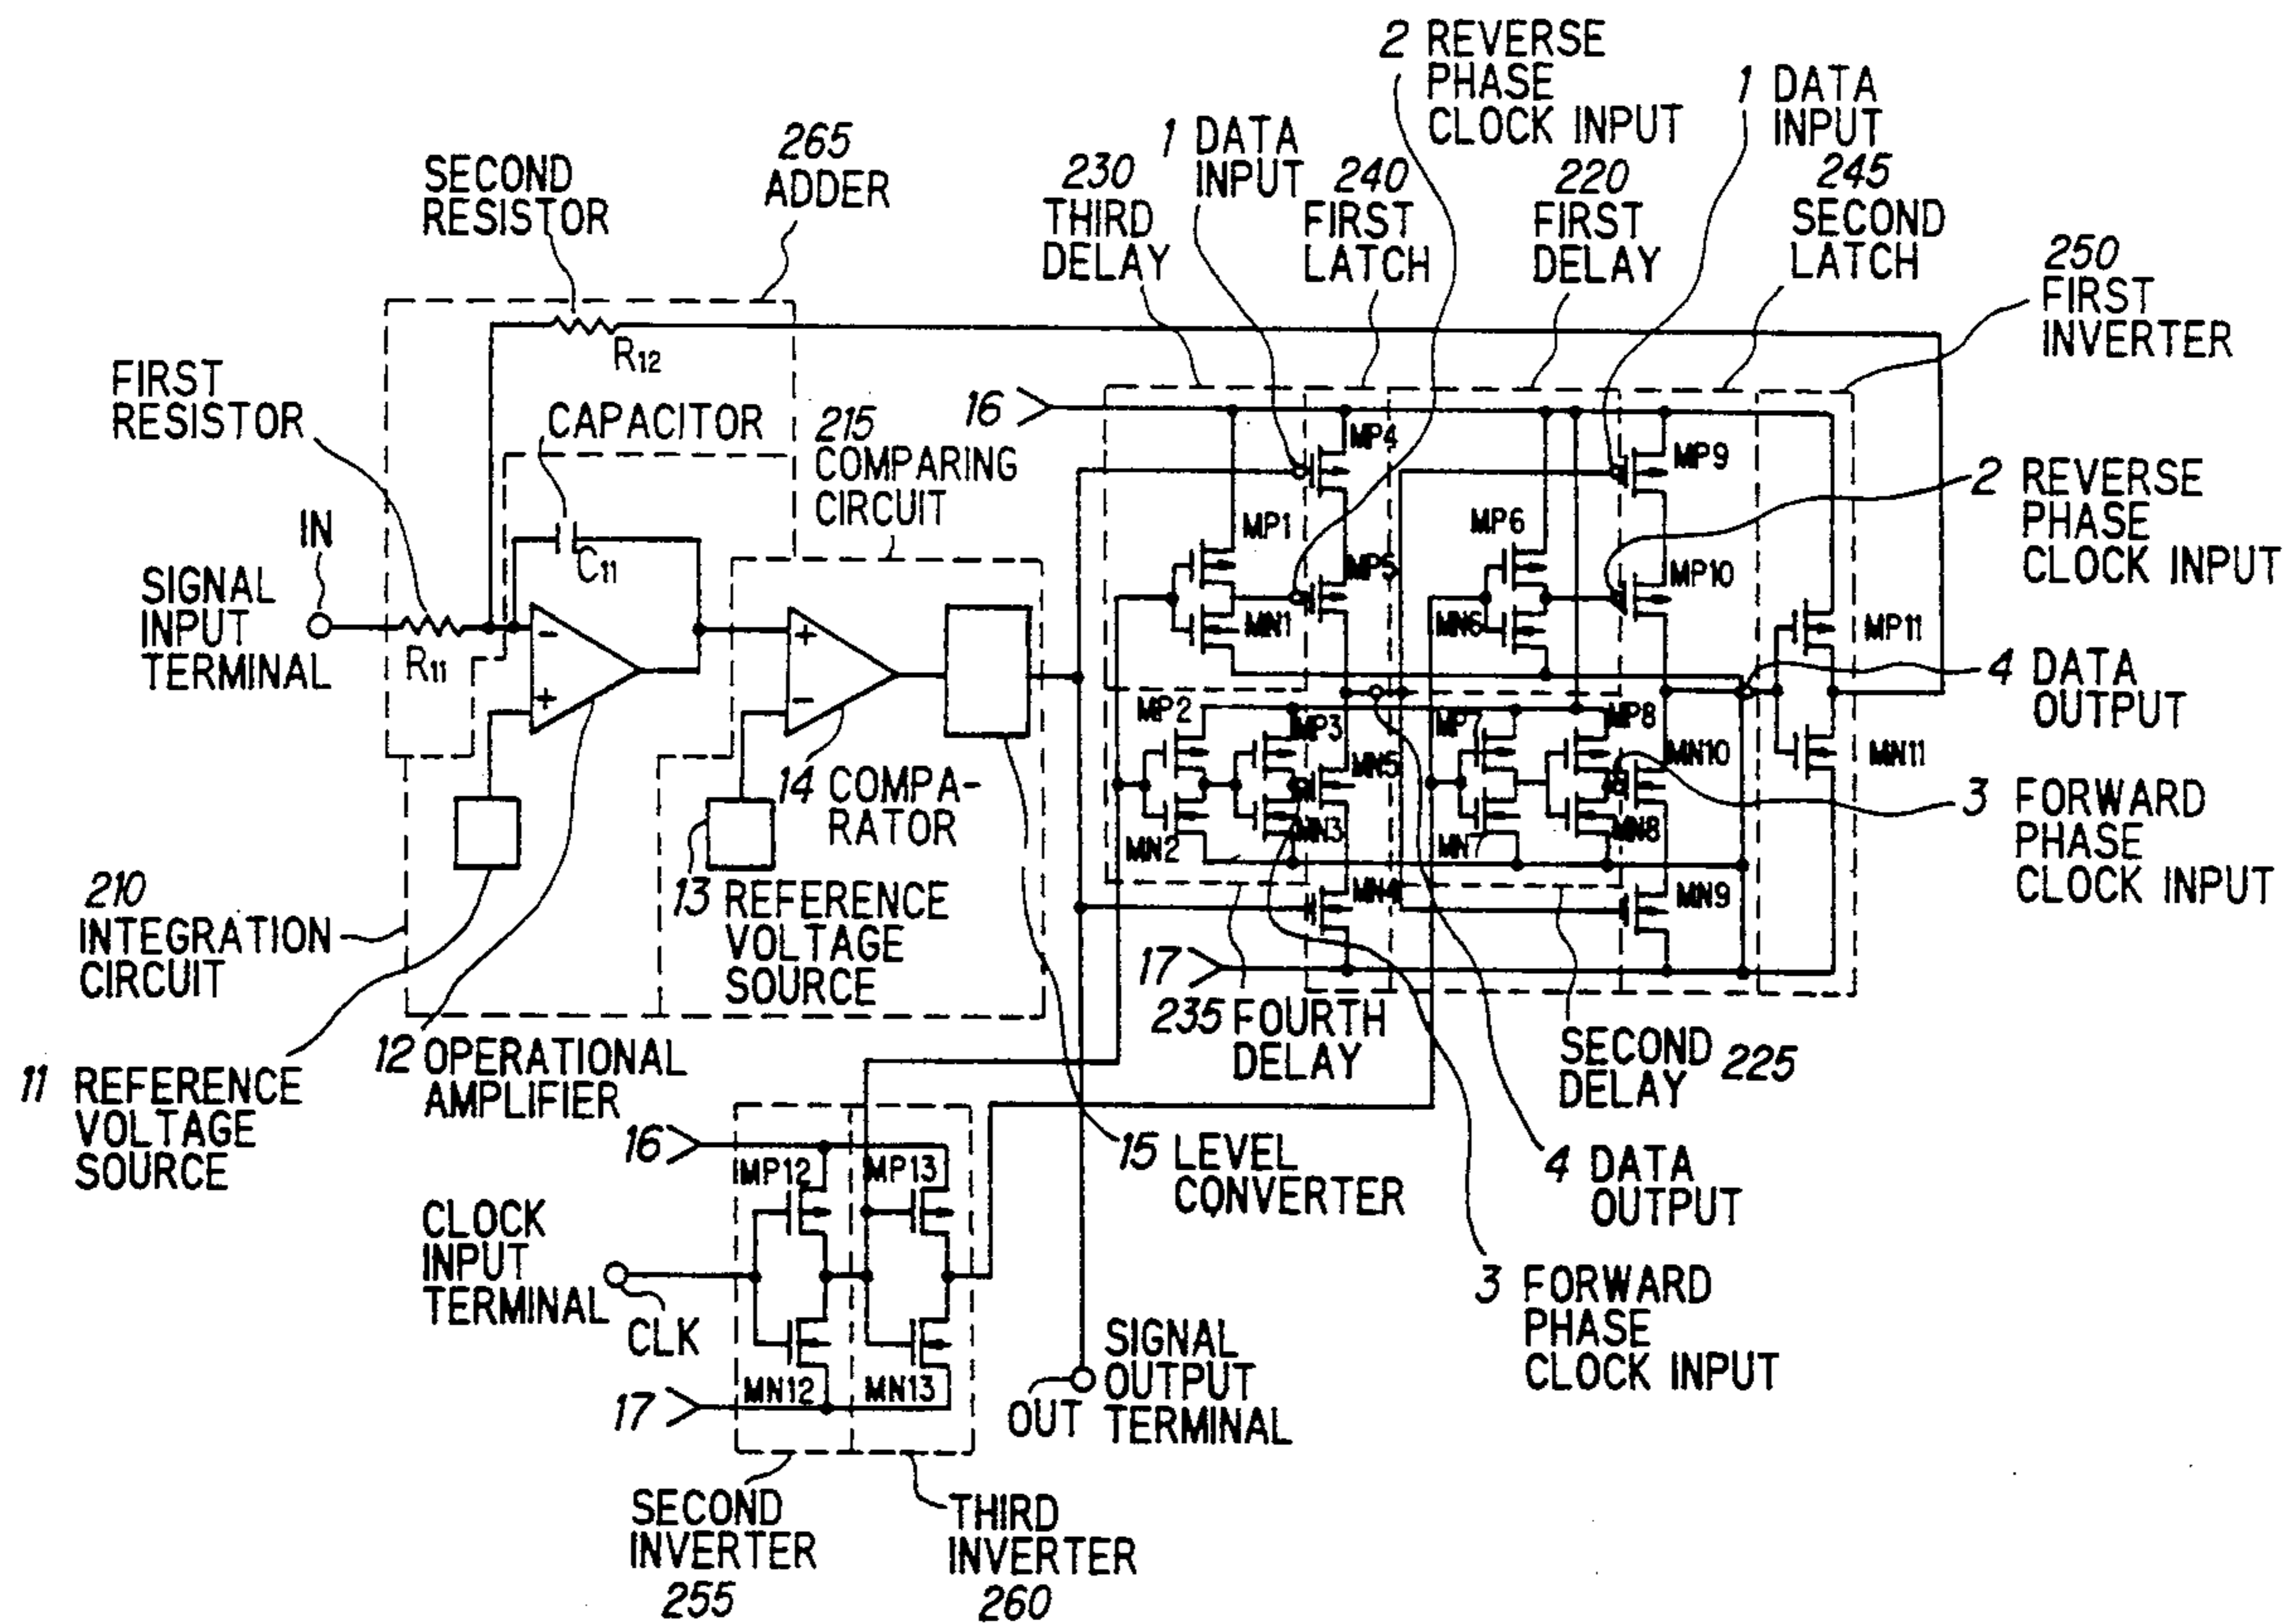 2 REVERSE
PHASE
CLOCK INPUT
1 DATA
INPUT
1 DATA
INPUT
265
ADDER
SECOND
RESISTOR
230
THIRD
DELAY
240
FIRST
LATCH
220
FIRST
DELAY
245
SECOND
LATCH
250
FIRST
INVERTER
R12
FIRST
RESISTOR
CAPACITOR
215
COMPARING
CIRCUIT
16
MP4
MP9
2 REVERSE
PHASE
CLOCK INPUT
IN
C11
MP1
MP5
MP6
MP10
SIGNAL
INPUT
TERMINAL
R11
-
+
+
-
MN1
MN6
MP11
4 DATA
OUTPUT
MP2
MP3
MP7
MP8
MN5
MN10
MN11
14 COMPA-
RATOR
MN2
MN3
MN7
MN8
3 FORWARD
PHASE
CLOCK INPUT
210
INTEGRATION
CIRCUIT
13 REFERENCE
VOLTAGE
SOURCE
MN4
MN9
17
235 FOURTH
DELAY
SECOND
DELAY 225
11 REFERENCE
VOLTAGE
SOURCE
12 OPERATIONAL
AMPLIFIER
16
MP12
MP13
15 LEVEL
CONVERTER
4 DATA
OUTPUT
CLOCK
INPUT
TERMINAL
CLK
3 FORWARD
PHASE
CLOCK INPUT
MN12
MN13
17
OUT
SIGNAL
OUTPUT
TERMINAL
SECOND
INVERTER
255
THIRD
INVERTER
260